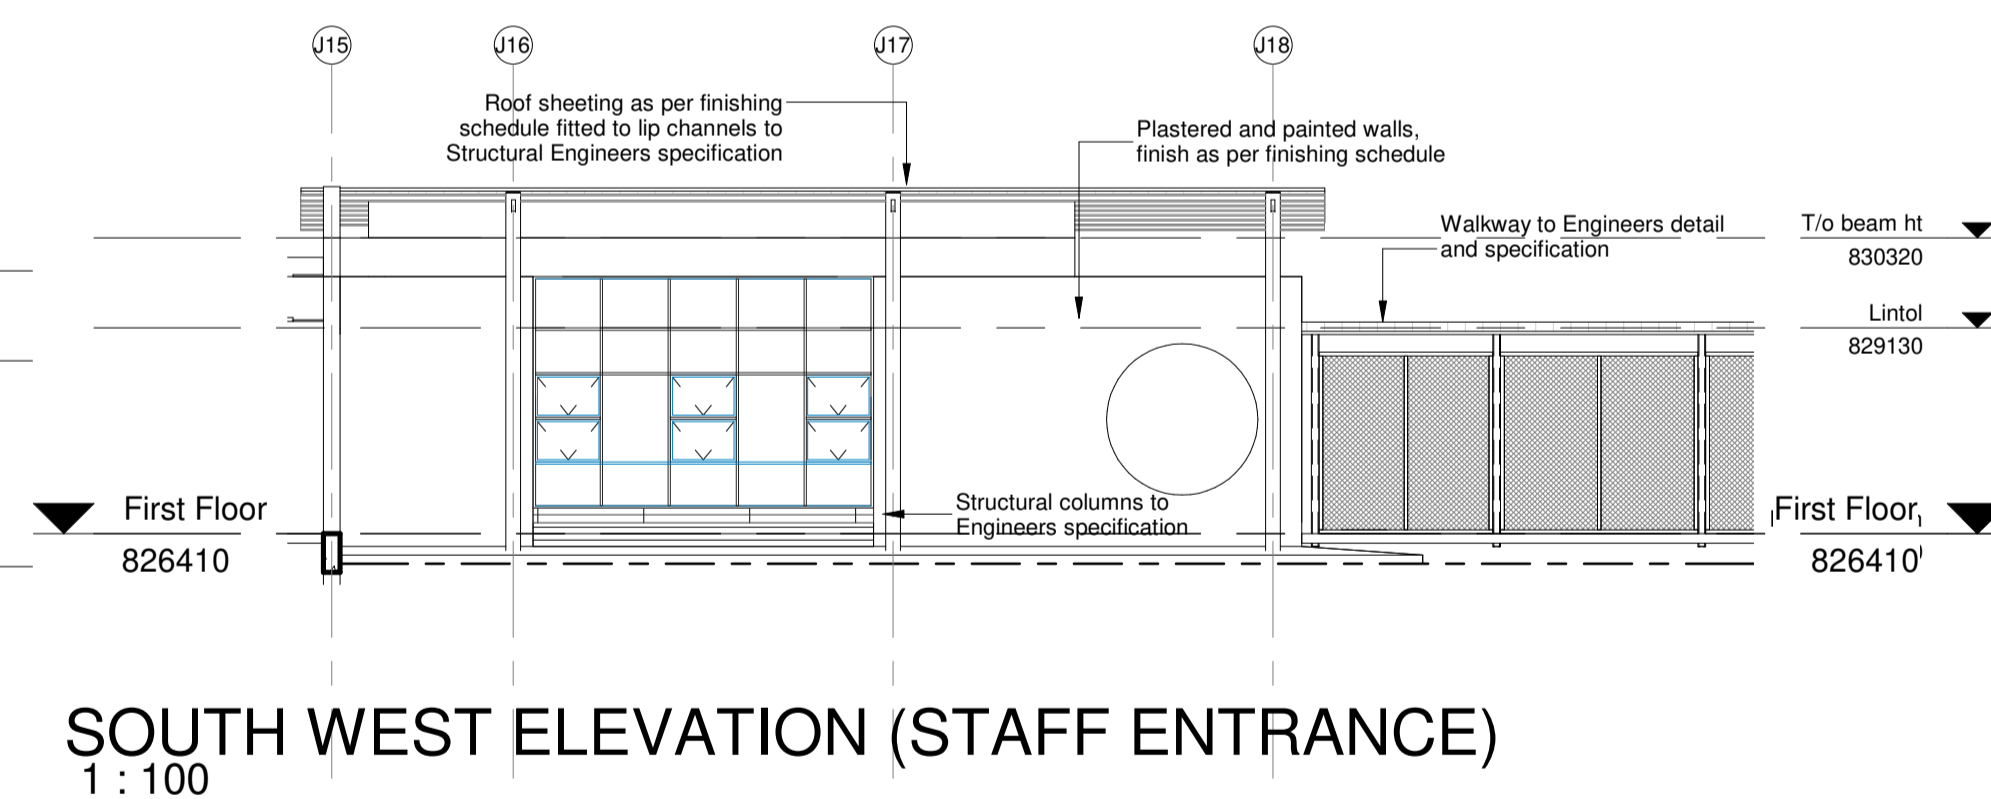 J15 J16 J17 J18
Roof sheeting as per finishing
schedule fitted to lip channels to
Structural Engineers specification
Plastered and painted walls,
finish as per finishing schedule
Walkway to Engineers detail
and specification
T/o beam ht
830320
Lintol
829130
Structural columns to
Engineers specification
First Floor
826410
First Floor
826410
SOUTH WEST ELEVATION (STAFF ENTRANCE)
1 : 100